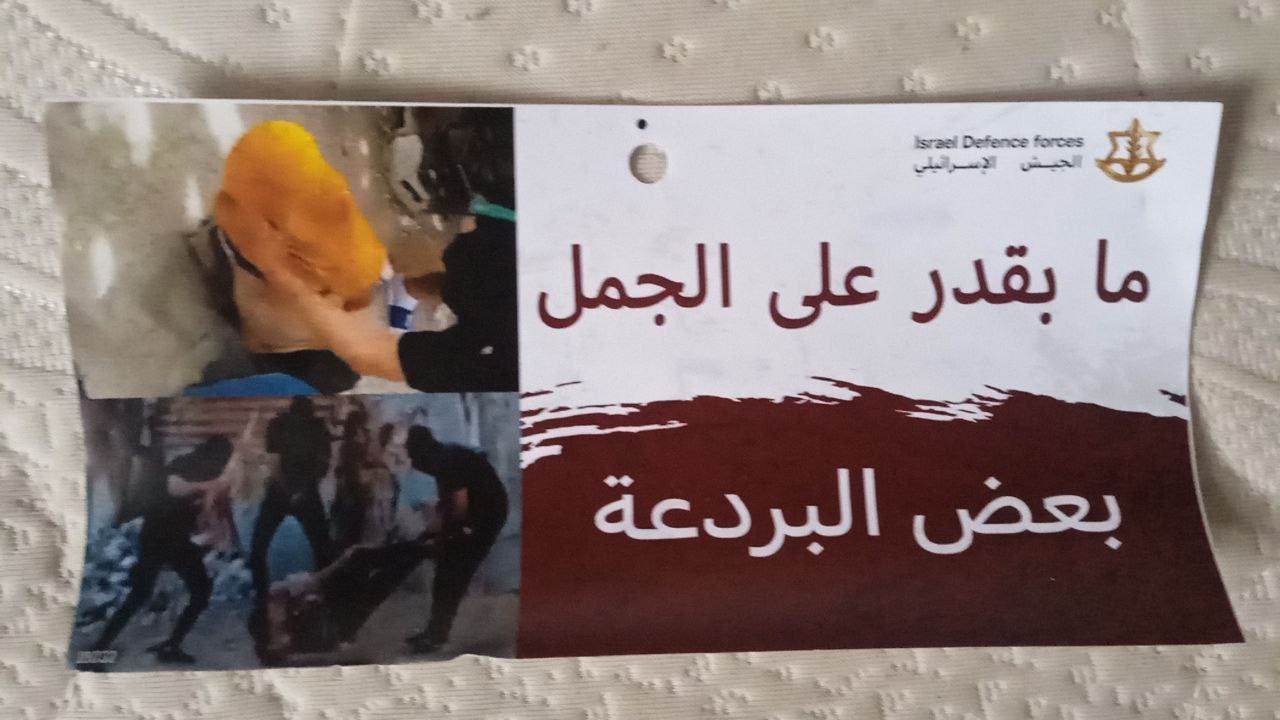 Israel Defence forces
الجيش الإسرائيلي
ما بقدر على الجمل
بعض البردعة